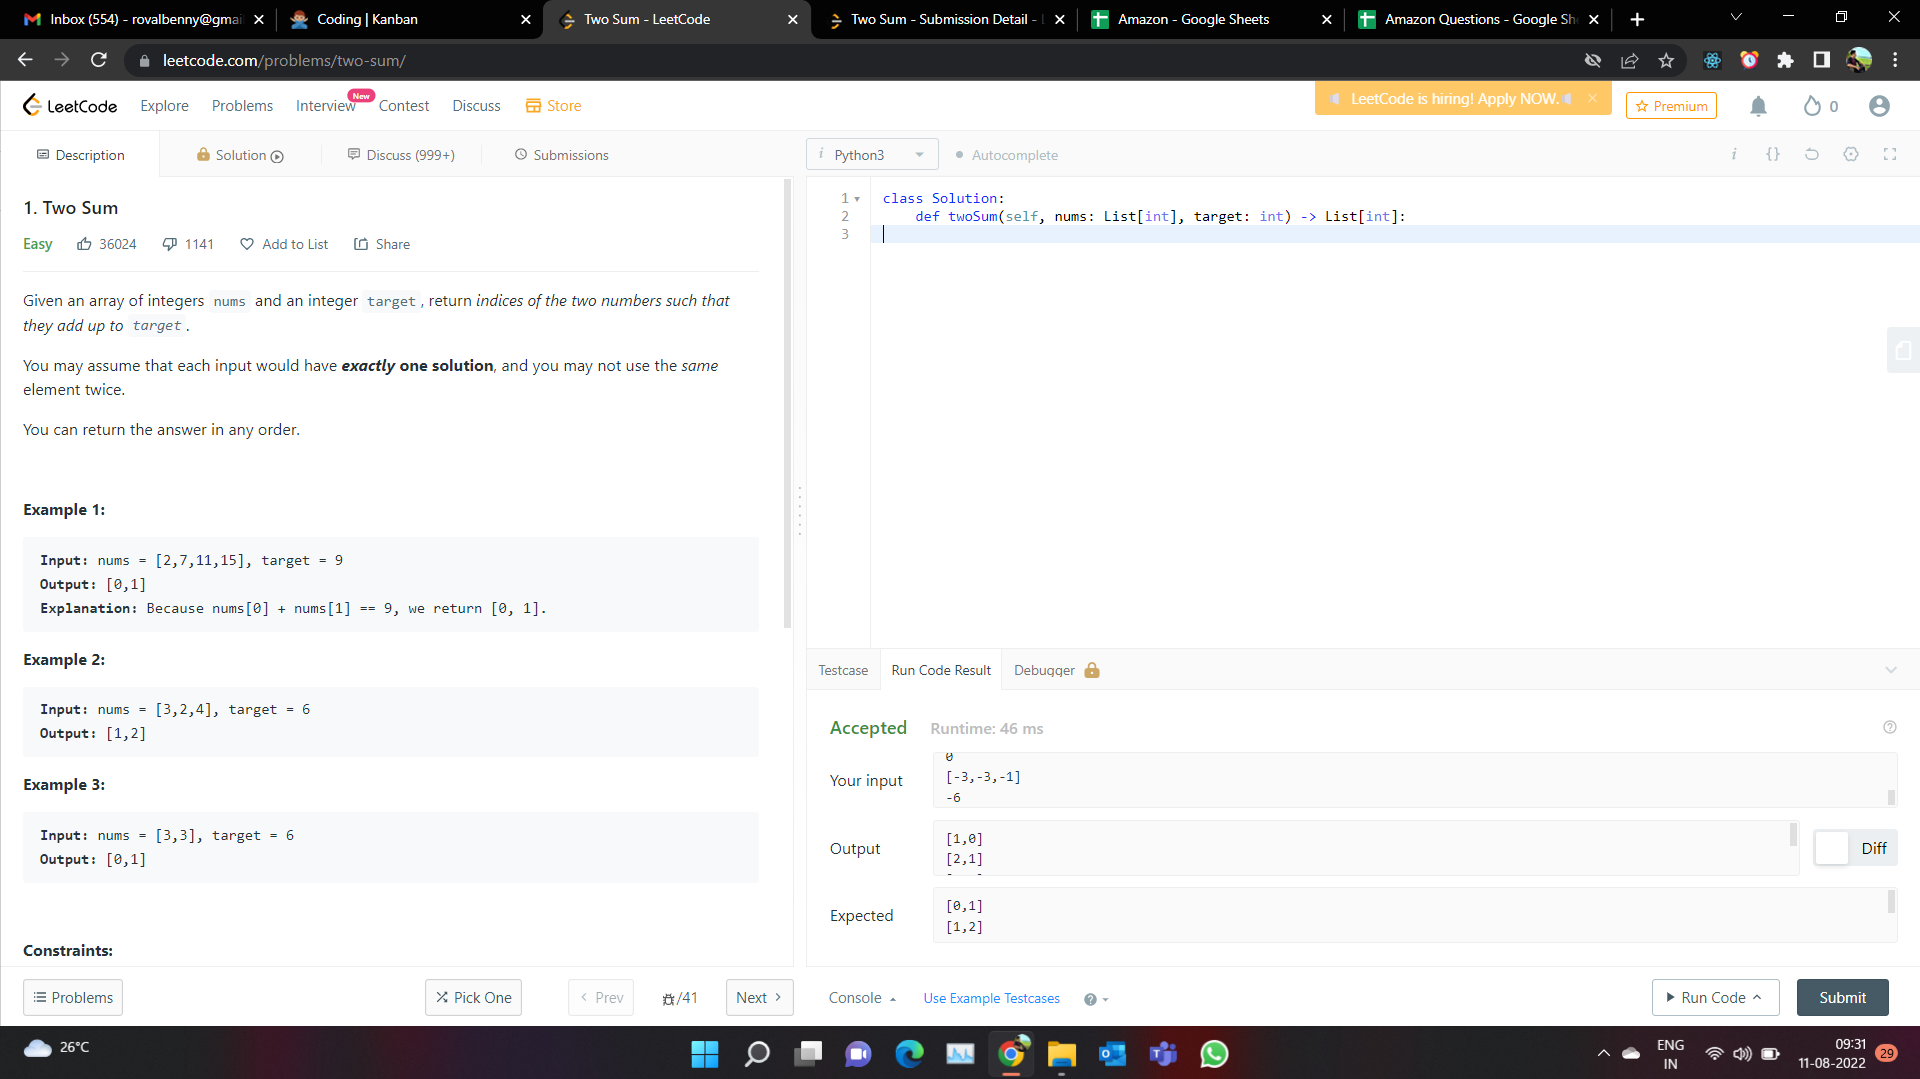 Inbox (554) - rovalbenny@gmai
Coding | Kanban
Two Sum - LeetCode
Two Sum - Submission Detail - L
Amazon - Google Sheets
Amazon Questions - Google She
leetcode.com/problems/two-sum/
LeetCode
Explore
Problems
Interview
New
Contest
Discuss
Store
LeetCode is hiring! Apply NOW.
Premium
0
Description
Solution
Discuss (999+)
Submissions
Python3
Autocomplete
1. Two Sum
Easy
36024
1141
Add to List
Share
Given an array of integers nums and an integer target, return indices of the two numbers such that
they add up to target.
You may assume that each input would have exactly one solution, and you may not use the same
element twice.
You can return the answer in any order.
Example 1:
Input: nums = [2,7,11,15], target = 9
Output: [0,1]
Explanation: Because nums[0] + nums[1] == 9, we return [0, 1].
Example 2:
Input: nums = [3,2,4], target = 6
Output: [1,2]
Example 3:
Input: nums = [3,3], target = 6
Output: [0,1]
Constraints:
1 class Solution:
2 def twoSum(self, nums: List[int], target: int) -> List[int]:
3
Testcase
Run Code Result
Debugger
Accepted
Runtime: 46 ms
Your input
0
[-3,-3,-1]
-6
Output
[1,0]
[2,1]
Diff
Expected
[0,1]
[1,2]
Problems
Pick One
Prev
/41
Next
Console
Use Example Testcases
Run Code
Submit
26°C
ENG
IN
09:31
11-08-2022
29